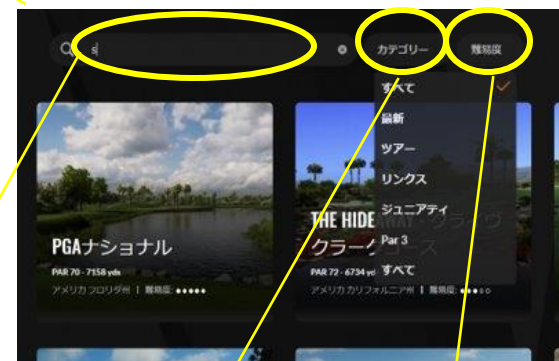 s
カテゴリー
難易度
すべて
最新
ツアー
リンクス
ジュニアティ
Par 3
すべて
PGAナショナル
PAR 70 - 7158 yds
アメリカ フロリダ州 | 難易度: ●●●●●
THE HIDE
クラーク
PAR 72 - 6734 yd
アメリカ カリフォルニア州 | 難易度: ●●●○○